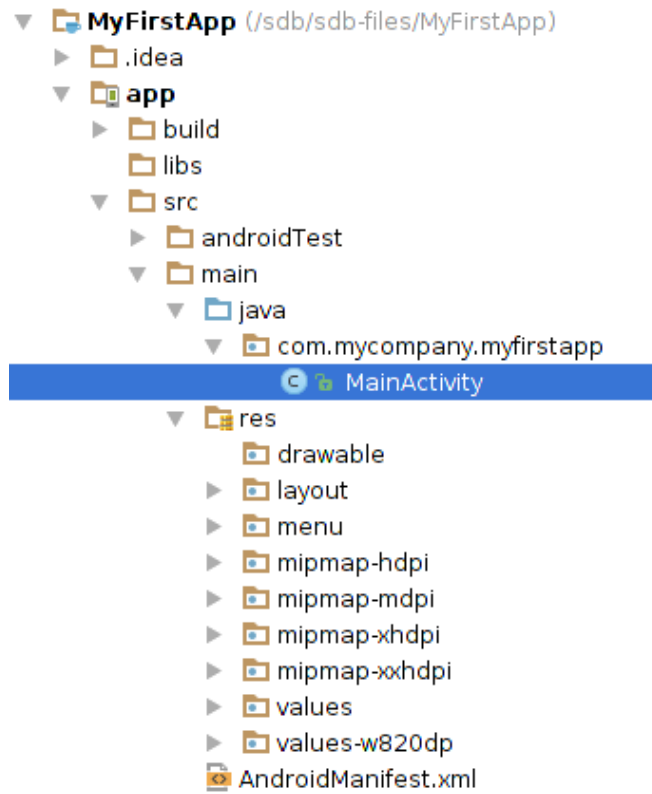 MyFirstApp (/sdb/sdb-files/MyFirstApp)
.idea
app
build
libs
src
androidTest
main
java
com.mycompany.myfirstapp
C MainActivity
res
drawable
layout
menu
mipmap-hdpi
mipmap-mdpi
mipmap-xhdpi
mipmap-xxhdpi
values
values-w820dp
AndroidManifest.xml